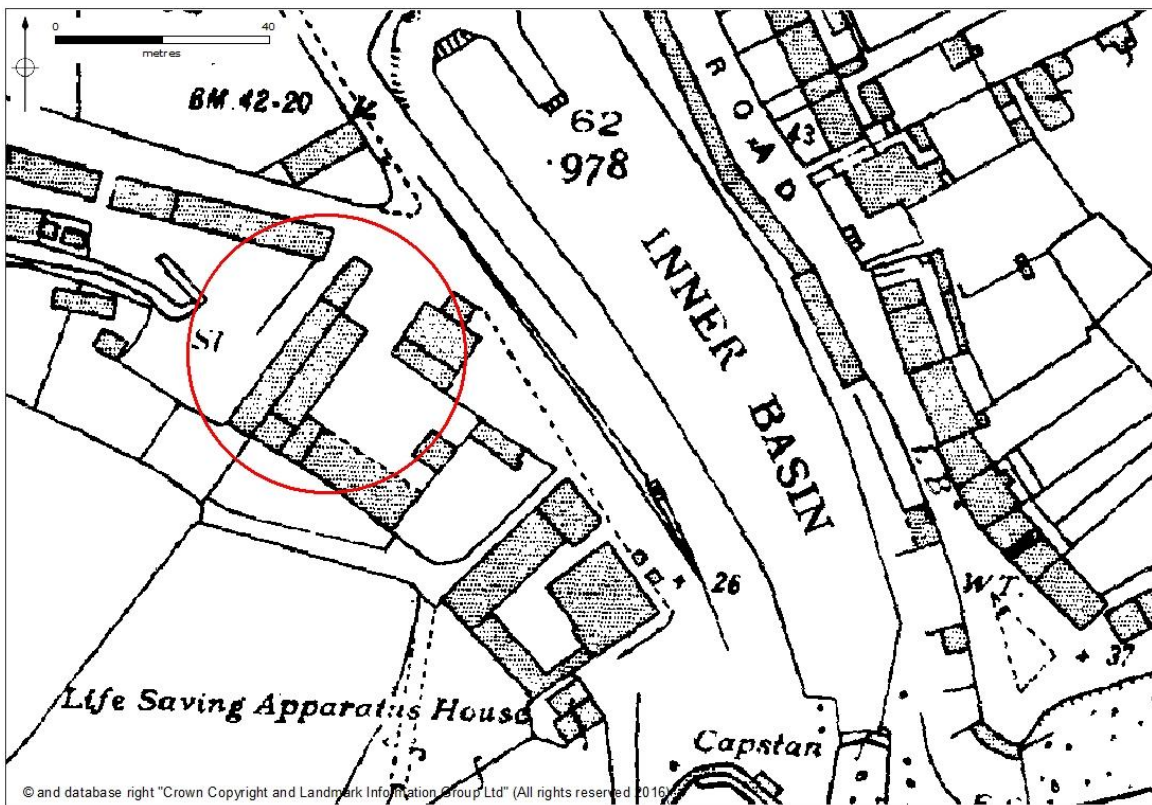 0 40
metres
BM. 42·20
62
·978
ROAD
43
INNER BASIN
St
26
W.T.
+ 37
Life Saving Apparatus House
Capstan
© and database right "Crown Copyright and Landmark Information Group Ltd" (All rights reserved 2016)